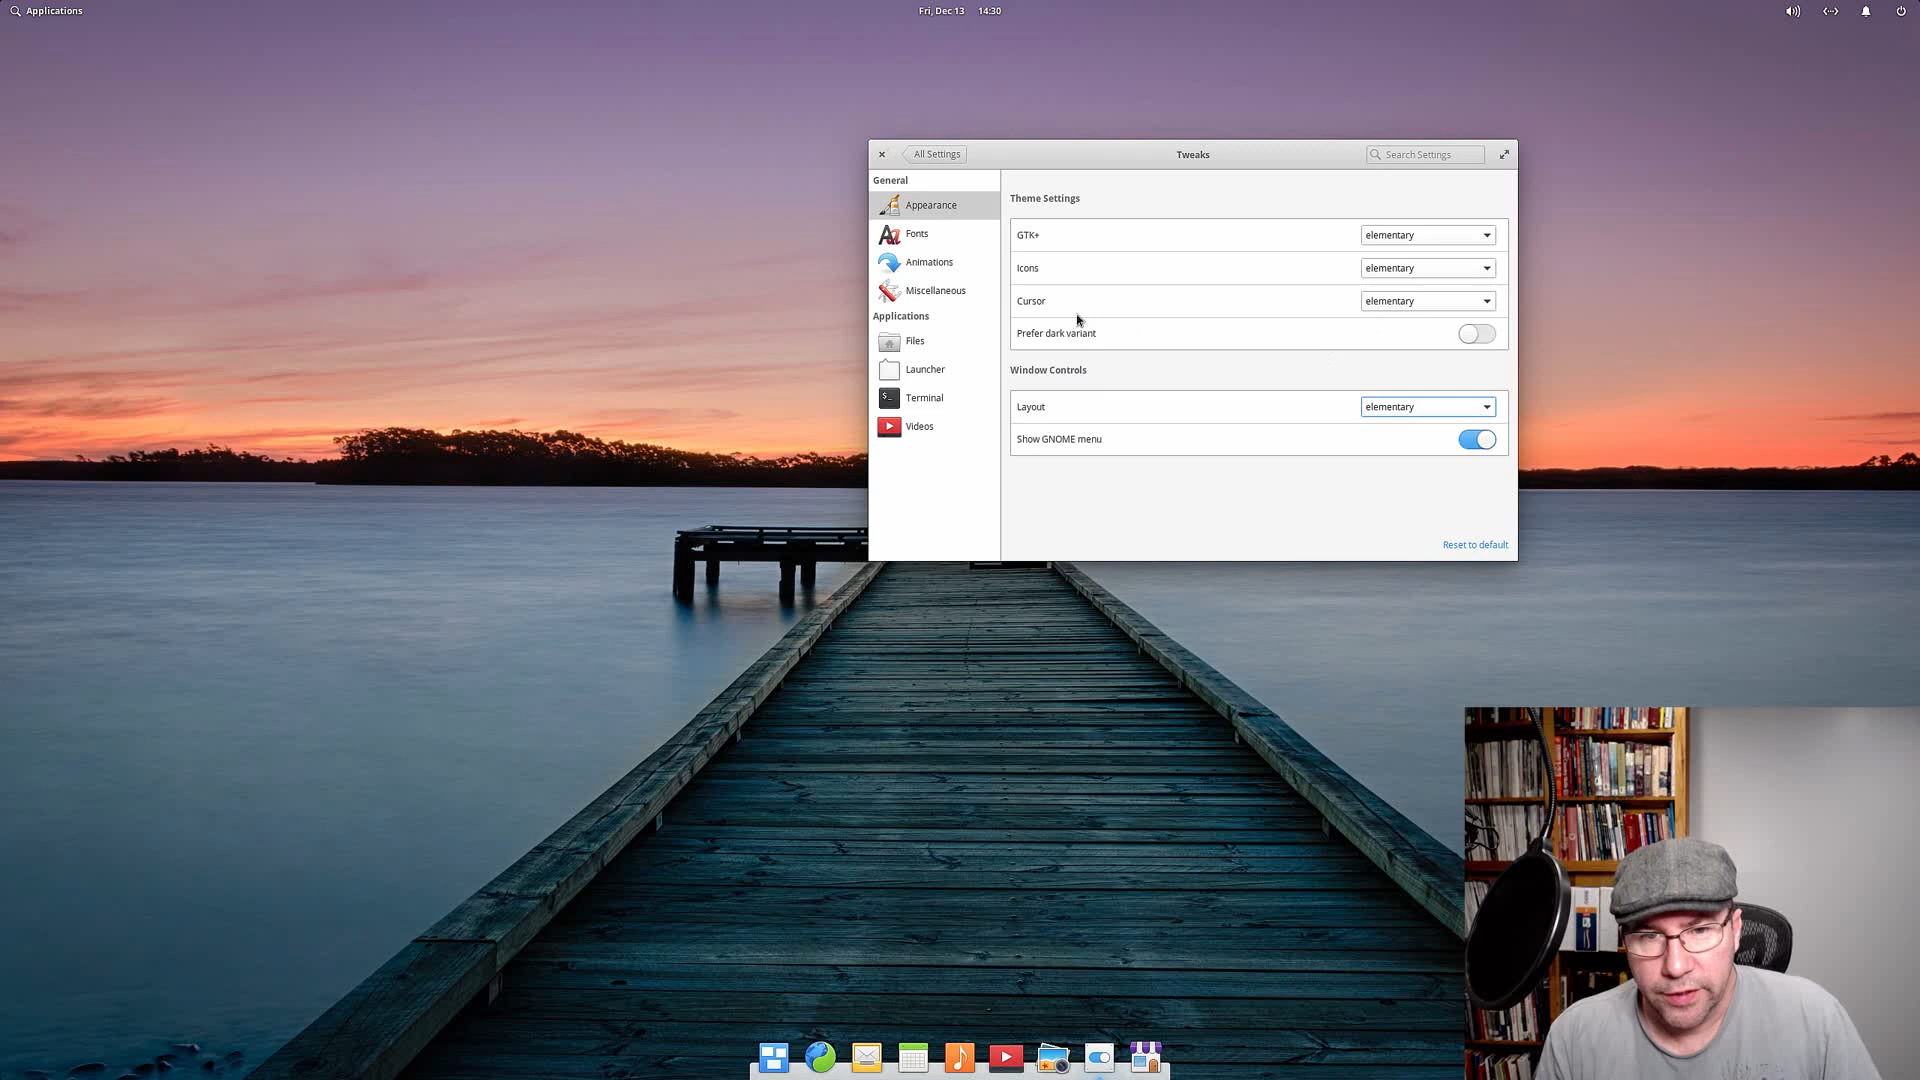 Applications
Fri, Dec 13 14:30
All Settings
Tweaks
Search Settings
General
Appearance
Fonts
Animations
Miscellaneous
Applications
Files
Launcher
Terminal
Videos
Theme Settings
GTK+ elementary
Icons elementary
Cursor elementary
Prefer dark variant
Window Controls
Layout elementary
Show GNOME menu
Reset to default